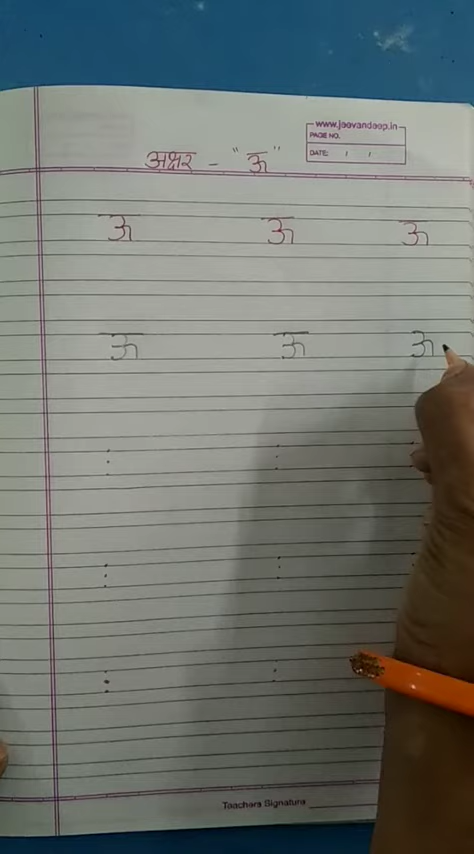 www.jeevandeep.in
PAGE NO.
DATE: / /
अक्षर - "ऊ"
ऊ ऊ ऊ
ऊ ऊ ऊ
Teachers Signature